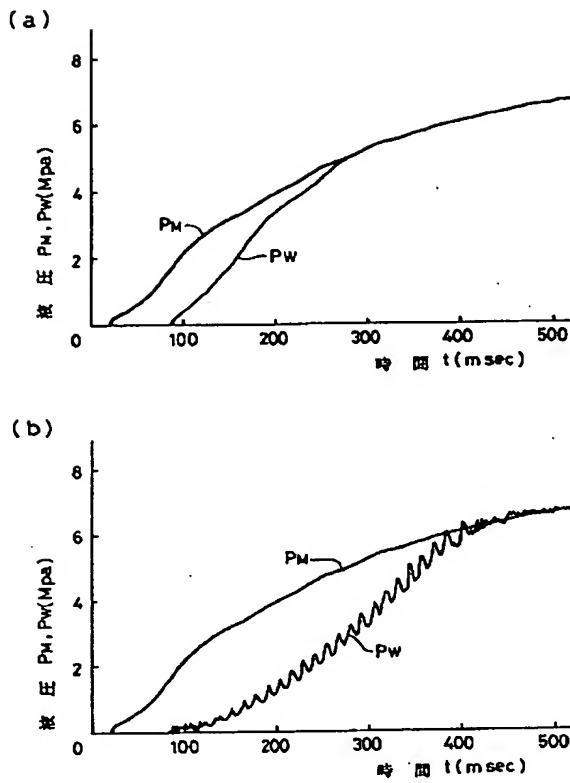 (a)
8
6
4
2
0
液圧 PM, PW(Mpa)
PM
PW
100
200
300
400
500
時間 t(msec)
(b)
8
6
4
2
0
液圧 PM, PW(Mpa)
PM
PW
100
200
300
400
500
時間 t(msec)